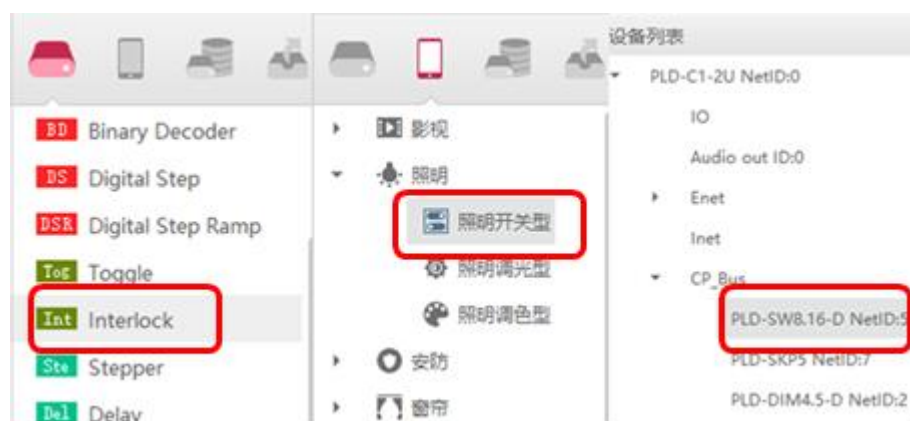 BD Binary Decoder
DS Digital Step
DSR Digital Step Ramp
Tog Toggle
Int Interlock
Ste Stepper
Del Delay
影视
照明
照明开关型
照明调光型
照明调色型
安防
窗帘
设备列表
PLD-C1-2U NetID:0
IO
Audio out ID:0
Enet
Inet
CP_Bus
PLD-SW8.16-D NetID:5
PLD-SKP5 NetID:7
PLD-DIM4.5-D NetID:2